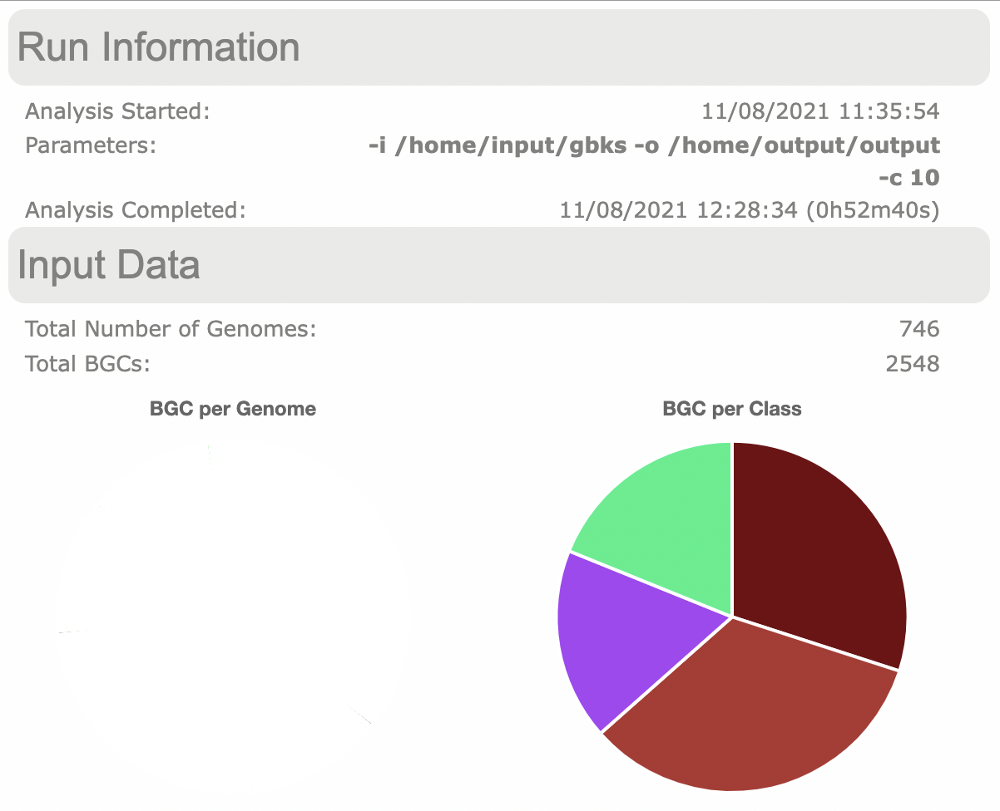 Run Information
Analysis Started: 11/08/2021 11:35:54
Parameters: -i /home/input/gbks -o /home/output/output
-c 10
Analysis Completed: 11/08/2021 12:28:34 (0h52m40s)
Input Data
Total Number of Genomes: 746
Total BGCs: 2548
BGC per Genome BGC per Class